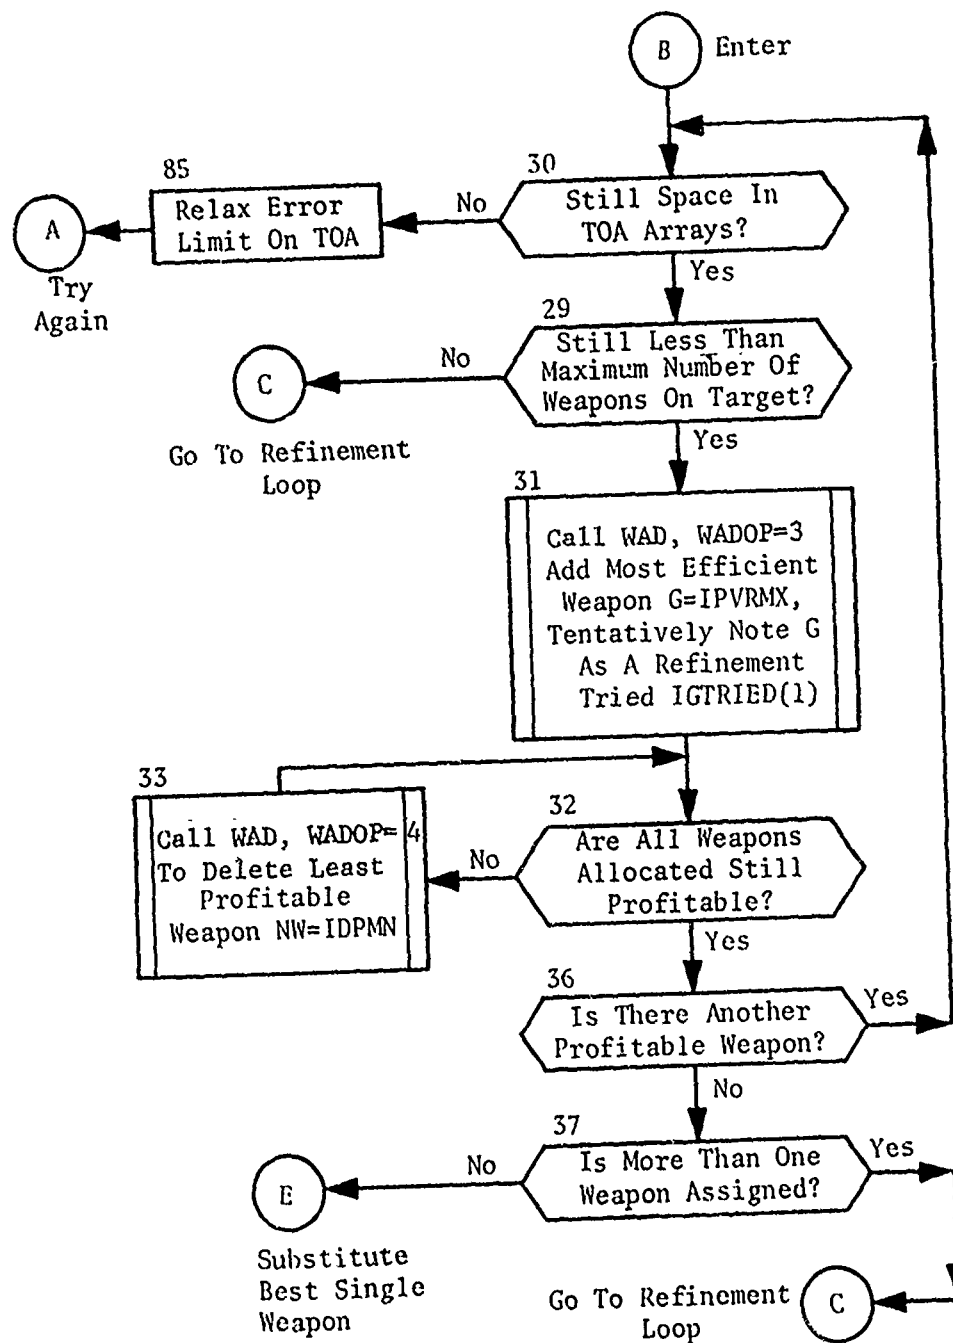 B Enter
30
Still Space In
TOA Arrays?
No
Yes
85
Relax Error
Limit On TOA
A
Try
Again
29
Still Less Than
Maximum Number Of
Weapons On Target?
No
Yes
C
Go To Refinement
Loop
31
Call WAD, WADOP=3
Add Most Efficient
Weapon G=IPVRMX,
Tentatively Note G
As A Refinement
Tried IGTRIED(1)
33
Call WAD, WADOP=4
To Delete Least
Profitable
Weapon NW=IDPMN
32
Are All Weapons
Allocated Still
Profitable?
No
Yes
36
Is There Another
Profitable Weapon?
Yes
No
37
Is More Than One
Weapon Assigned?
No
Yes
E
Substitute
Best Single
Weapon
Go To Refinement
Loop
C